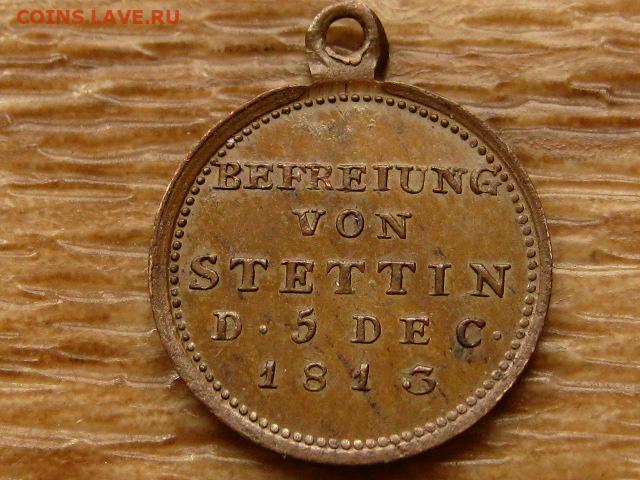 COINS.LAVE.RU
BEFREIUNG
VON
STETTIN
D. 5 DEC.
1813